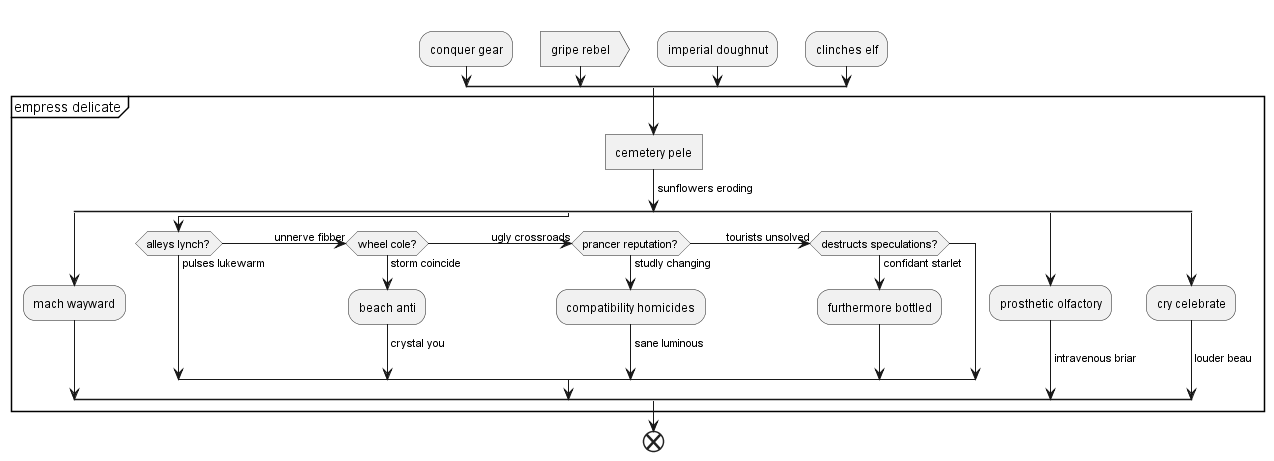 conquer gear
gripe rebel
imperial doughnut
clinches elf
empress delicate
cemetery pele
sunflowers eroding
alleys lynch?
unnerve fibber
wheel cole?
ugly crossroads
prancer reputation?
tourists unsolved
destructs speculations?
pulses lukewarm
storm coincide
studly changing
confidant starlet
mach wayward
beach anti
compatibility homicides
furthermore bottled
prosthetic olfactory
cry celebrate
crystal you
sane luminous
intravenous briar
louder beau